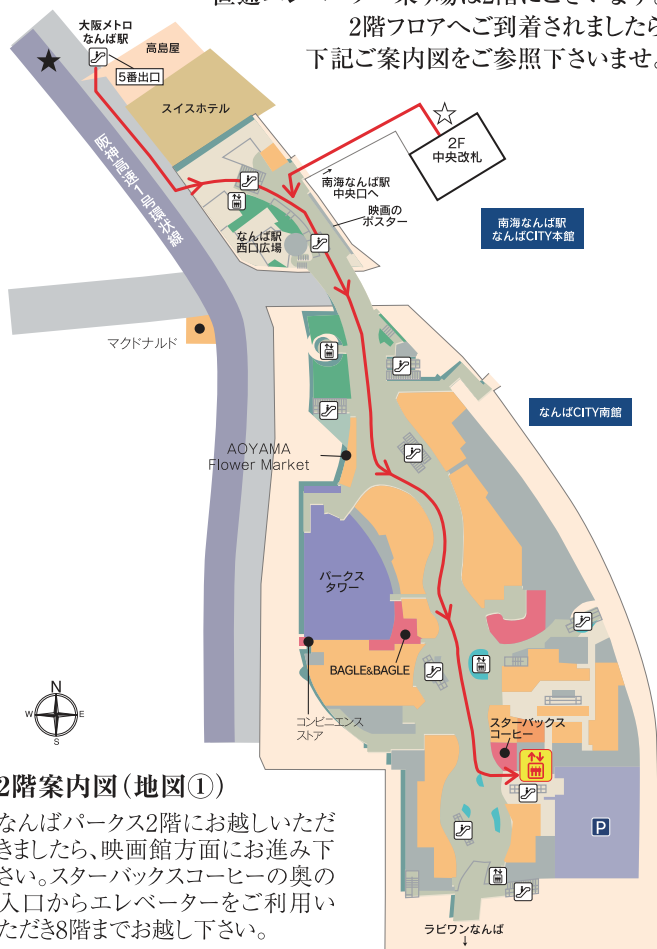 2階フロアへご到着されましたら
下記ご案内図をご参照下さいませ。
大阪メトロ
なんば駅
5番出口
高島屋
スイスホテル
阪神高速1号環状線
2F
中央改札
南海なんば駅
中央口へ
映画の
ポスター
なんば駅
西口広場
南海なんば駅
なんばCITY本館
マクドナルド
なんばCITY南館
AOYAMA
Flower Market
パークス
タワー
BAGLE&BAGLE
コンビニエンス
ストア
スターバックス
コーヒー
P
N
W
E
S
2階案内図(地図①)
なんばパークス2階にお越しいただ
きましたら、映画館方面にお進み下
さい。スターバックスコーヒーの奥の
入口からエレベーターをご利用い
ただき8階までお越し下さい。
ラビワンなんば
↓